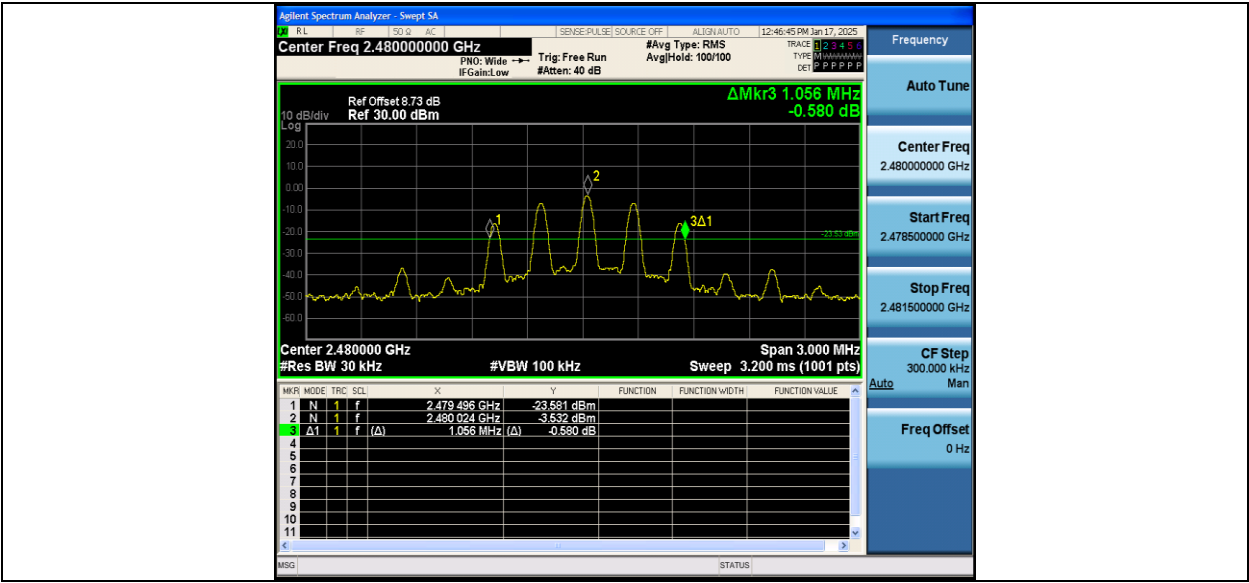 Agilent Spectrum Analyzer - Swept SA
RL RF 50 Ω AC SENSE:PULSE SOURCE OFF ALIGN AUTO 12:46:45 PM Jan 17, 2025
Center Freq 2.480000000 GHz
PNO: Wide
IFGain:Low
Trig: Free Run
#Atten: 40 dB
#Avg Type: RMS
Avg|Hold: 100/100
TRACE 1 2 3 4 5 6
TYPE M
DET P P P P P P
ΔMkr3 1.056 MHz
-0.580 dB
Ref Offset 8.73 dB
10 dB/div Ref 30.00 dBm
Log
20.0
10.0
0.00
-10.0
-20.0
-30.0
-40.0
-50.0
-60.0
1
2
3Δ1
-23.53 dBm
Center 2.480000 GHz Span 3.000 MHz
#Res BW 30 kHz #VBW 100 kHz Sweep 3.200 ms (1001 pts)
MKR MODE TRC SCL X Y FUNCTION FUNCTION WIDTH FUNCTION VALUE
1 N 1 f 2.479 496 GHz -23.581 dBm
2 N 1 f 2.480 024 GHz -3.532 dBm
3 Δ1 1 f (Δ) 1.056 MHz (Δ) -0.580 dB
4
5
6
7
8
9
10
11
MSG STATUS
Frequency
Auto Tune
Center Freq
2.480000000 GHz
Start Freq
2.478500000 GHz
Stop Freq
2.481500000 GHz
CF Step
300.000 kHz
Auto Man
Freq Offset
0 Hz